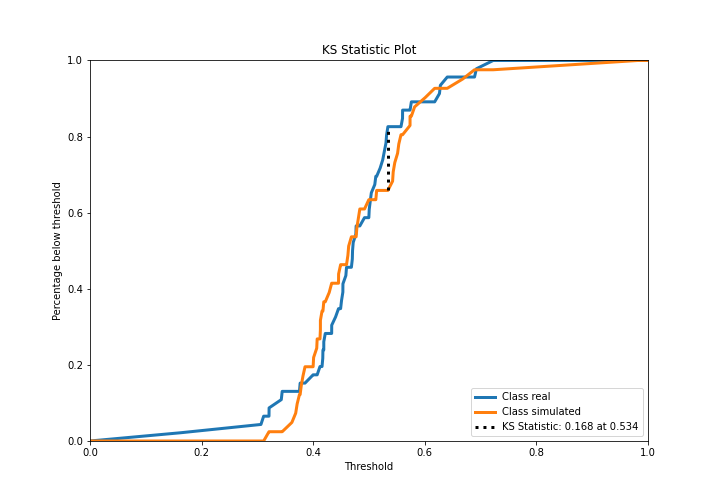 KS Statistic Plot
1.0
0.8
0.6
0.4
0.2
0.0
Percentage below threshold
0.0 0.2 0.4 0.6 0.8 1.0
Threshold
Class real
Class simulated
KS Statistic: 0.168 at 0.534